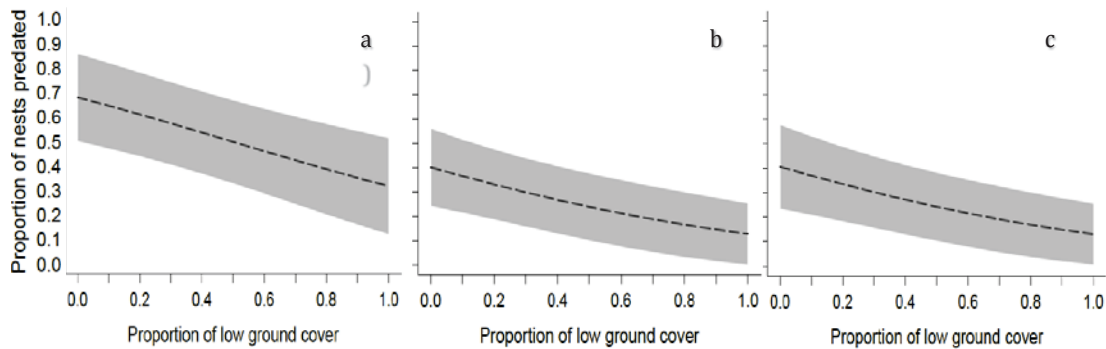 Proportion of nests predated
1.0
0.9
0.8
0.7
0.6
0.5
0.4
0.3
0.2
0.1
0.0
a
)
b
c
0.0 0.2 0.4 0.6 0.8 1.0
0.0 0.2 0.4 0.6 0.8 1.0
0.0 0.2 0.4 0.6 0.8 1.0
Proportion of low ground cover
Proportion of low ground cover
Proportion of low ground cover